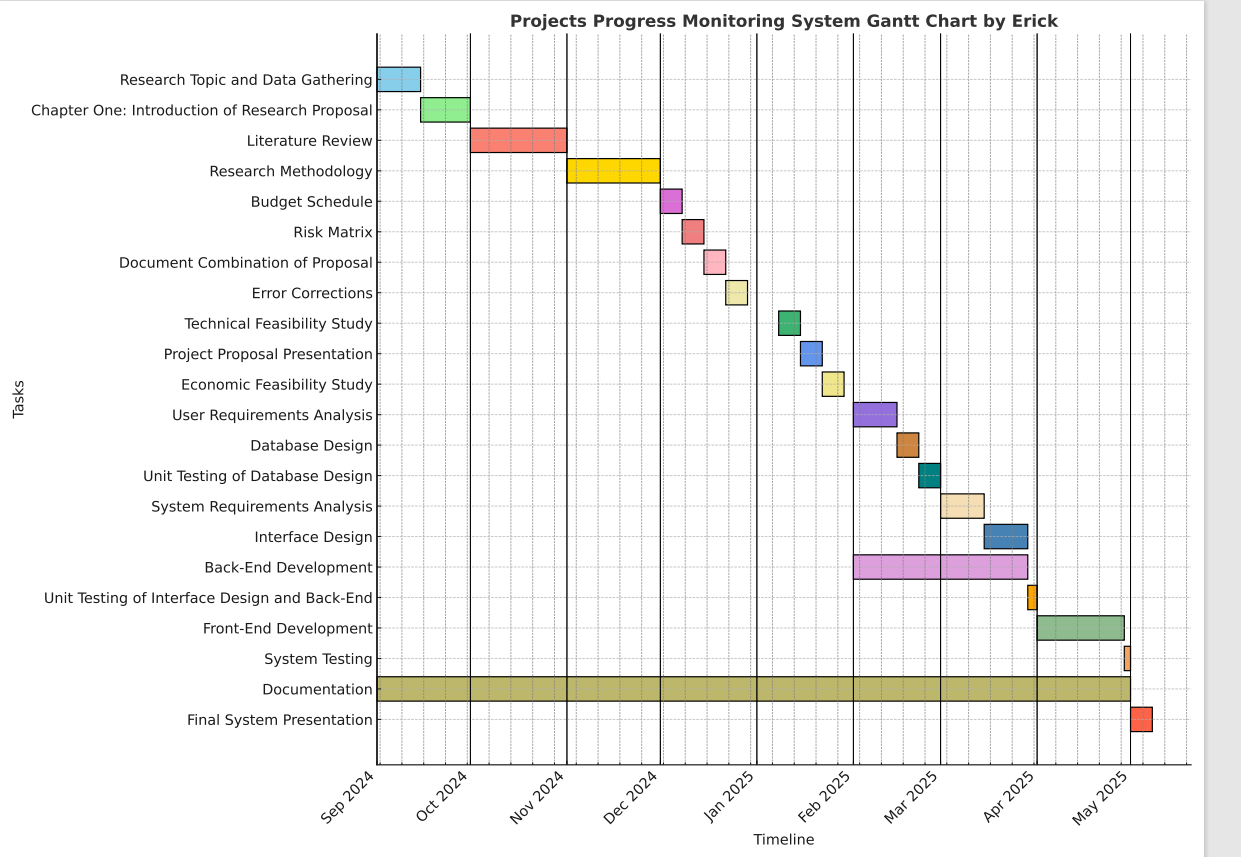 Projects Progress Monitoring System Gantt Chart by Erick
Research Topic and Data Gathering
Chapter One: Introduction of Research Proposal
Literature Review
Research Methodology
Budget Schedule
Risk Matrix
Document Combination of Proposal
Error Corrections
Technical Feasibility Study
Project Proposal Presentation
Economic Feasibility Study
User Requirements Analysis
Database Design
Unit Testing of Database Design
System Requirements Analysis
Interface Design
Back-End Development
Unit Testing of Interface Design and Back-End
Front-End Development
System Testing
Documentation
Final System Presentation
Tasks
Sep 2024
Oct 2024
Nov 2024
Dec 2024
Jan 2025
Feb 2025
Mar 2025
Apr 2025
May 2025
Timeline